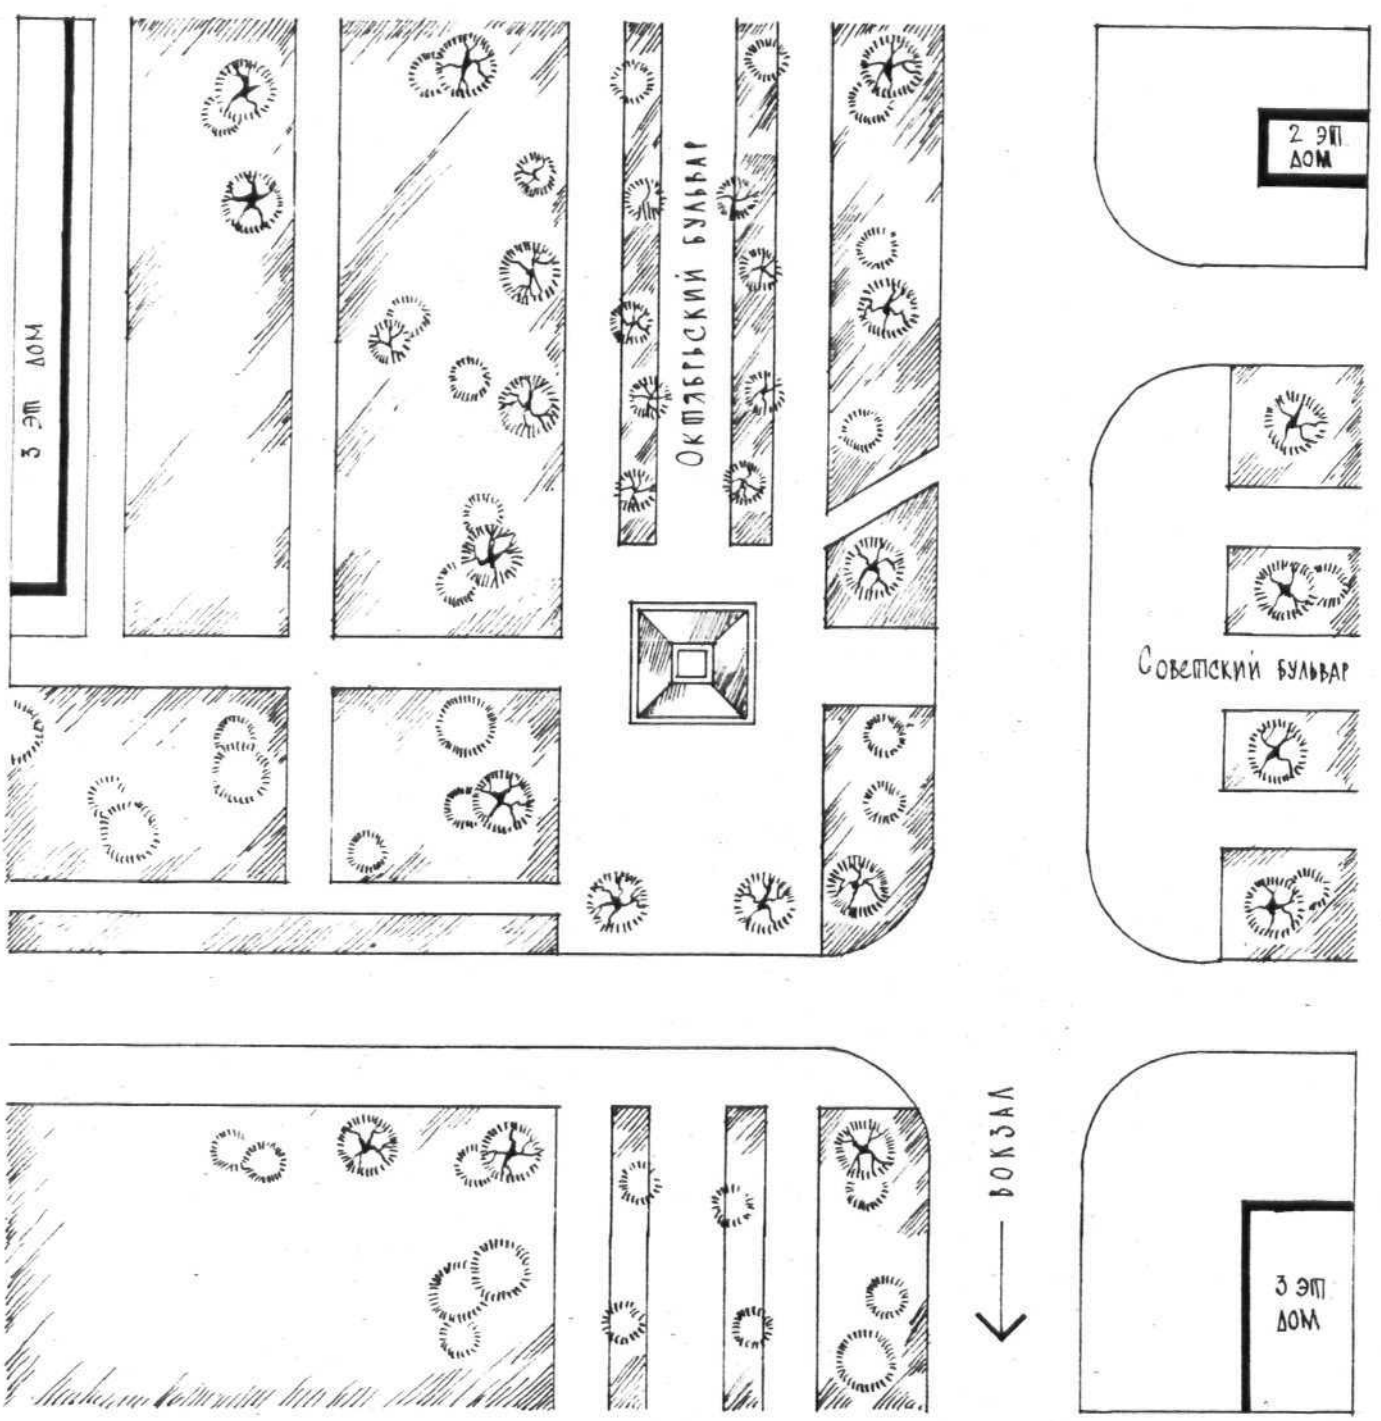 2 ЭТ.
ДОМ
ОКТЯБРЬСКИЙ БУЛЬВАР
3 ЭТ ДОМ
СОВЕТСКИЙ БУЛЬВАР
ВОКЗАЛ
3 ЭТ.
ДОМ